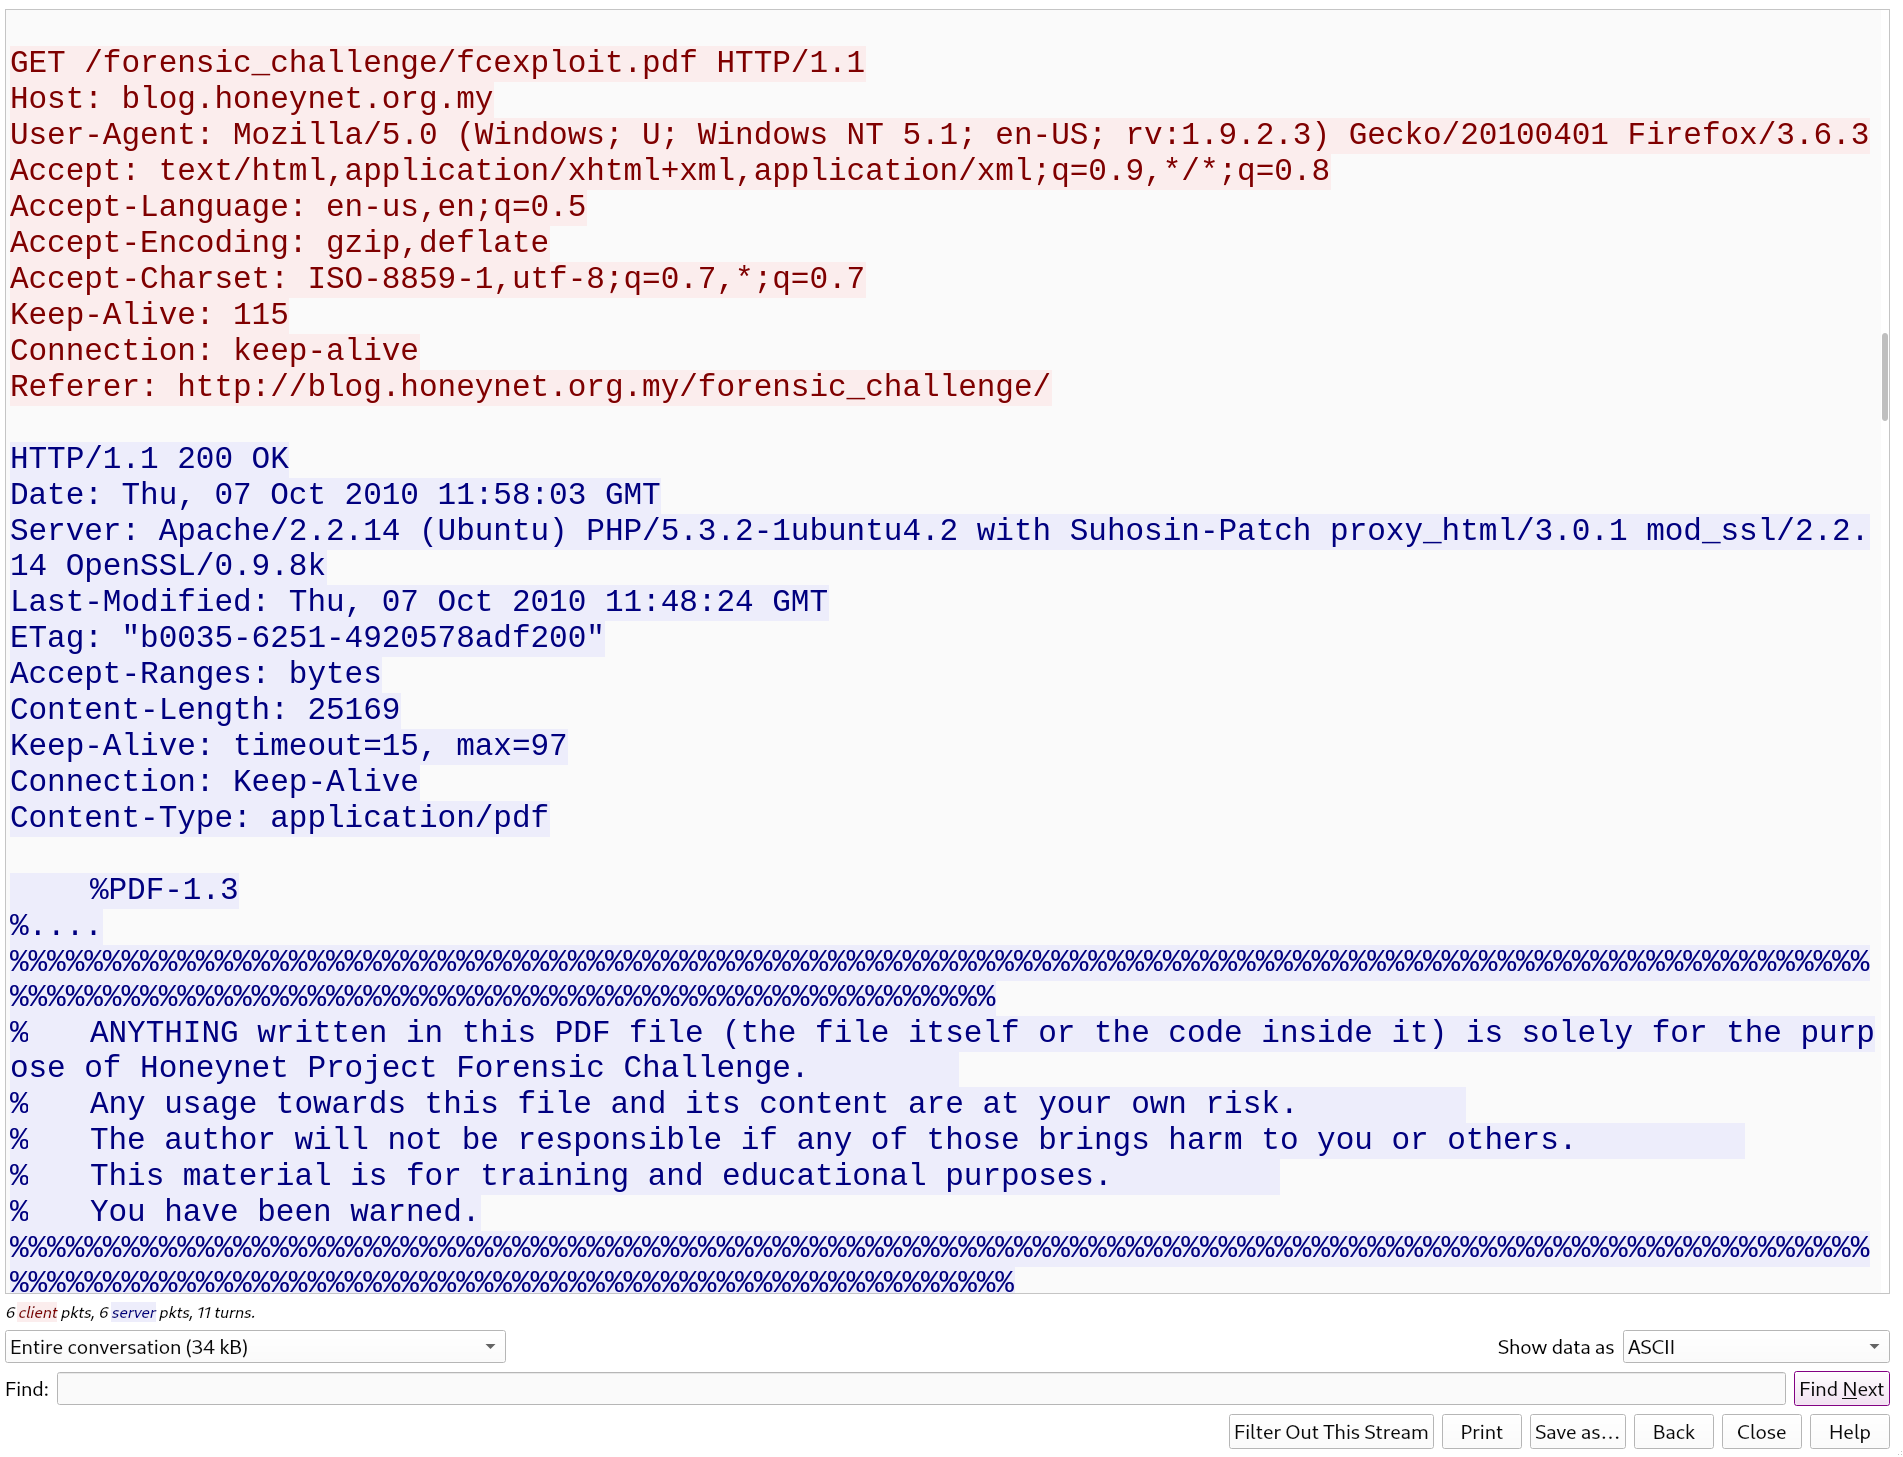 GET /forensic_challenge/fcexploit.pdf HTTP/1.1
Host: blog.honeynet.org.my
User-Agent: Mozilla/5.0 (Windows; U; Windows NT 5.1; en-US; rv:1.9.2.3) Gecko/20100401 Firefox/3.6.3
Accept: text/html,application/xhtml+xml,application/xml;q=0.9,*/*;q=0.8
Accept-Language: en-us,en;q=0.5
Accept-Encoding: gzip,deflate
Accept-Charset: ISO-8859-1,utf-8;q=0.7,*;q=0.7
Keep-Alive: 115
Connection: keep-alive
Referer: http://blog.honeynet.org.my/forensic_challenge/
HTTP/1.1 200 OK
Date: Thu, 07 Oct 2010 11:58:03 GMT
Server: Apache/2.2.14 (Ubuntu) PHP/5.3.2-1ubuntu4.2 with Suhosin-Patch proxy_html/3.0.1 mod_ssl/2.2.
14 OpenSSL/0.9.8k
Last-Modified: Thu, 07 Oct 2010 11:48:24 GMT
ETag: "b0035-6251-4920578adf200"
Accept-Ranges: bytes
Content-Length: 25169
Keep-Alive: timeout=15, max=97
Connection: Keep-Alive
Content-Type: application/pdf
%PDF-1.3
%....
%%%%%%%%%%%%%%%%%%%%%%%%%%%%%%%%%%%%%%%%%%%%%%%%%%%%%%%%%%%%%%%%%%%%%%%%%%%%%%%%%%%%%%%%%%%%%%%%%%%%%%
%%%%%%%%%%%%%%%%%%%%%%%%%%%%%%%%%%%%%%%%%%%%%%%%%%%%%
% ANYTHING written in this PDF file (the file itself or the code inside it) is solely for the purp
ose of Honeynet Project Forensic Challenge.
% Any usage towards this file and its content are at your own risk.
% The author will not be responsible if any of those brings harm to you or others.
% This material is for training and educational purposes.
% You have been warned.
%%%%%%%%%%%%%%%%%%%%%%%%%%%%%%%%%%%%%%%%%%%%%%%%%%%%%%%%%%%%%%%%%%%%%%%%%%%%%%%%%%%%%%%%%%%%%%%%%%%%%%
%%%%%%%%%%%%%%%%%%%%%%%%%%%%%%%%%%%%%%%%%%%%%%%%%%%%%%
6 client pkts, 6 server pkts, 11 turns.
Entire conversation (34 kB) Show data as ASCII
Find: Find Next
Filter Out This Stream Print Save as... Back Close Help